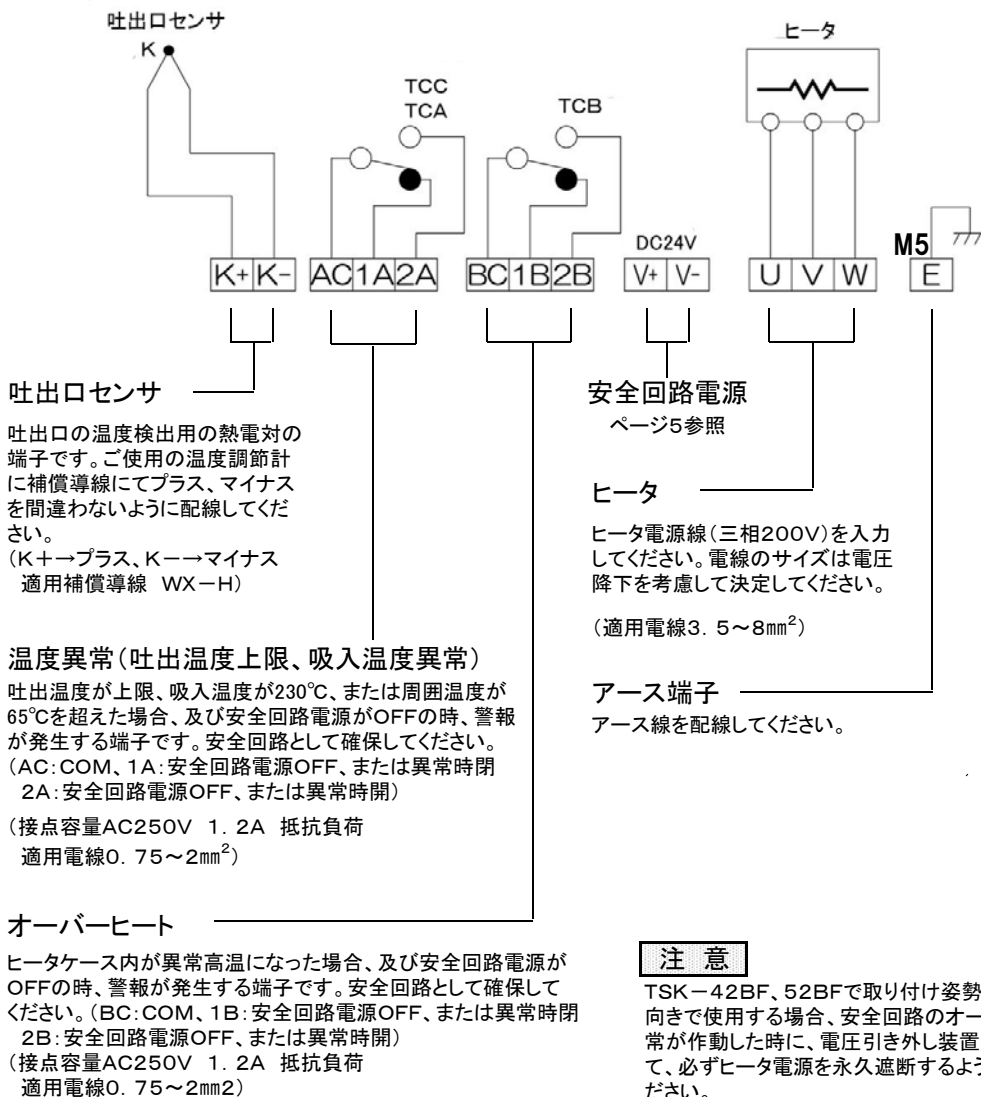 吐出口センサ
K
TCC
TCA
TCB
ヒータ
DC24V
M5
K+ K- AC 1A 2A BC 1B 2B V+ V- U V W E
吐出口センサ
吐出口の温度検出用の熱電対の
端子です。ご使用の温度調節計
に補償導線にてプラス、マイナス
を間違わないように配線してくだ
さい。
(K+→プラス、K-→マイナス
適用補償導線 WX-H)
温度異常(吐出温度上限、吸入温度異常)
吐出温度が上限、吸入温度が230℃、または周囲温度が
65℃を超えた場合、及び安全回路電源がOFFの時、警報
が発生する端子です。安全回路として確保してください。
(AC:COM、1A:安全回路電源OFF、または異常時閉
2A:安全回路電源OFF、または異常時開)
(接点容量AC250V 1.2A 抵抗負荷
適用電線0.75~2mm²)
オーバーヒート
ヒータケース内が異常高温になった場合、及び安全回路電源が
OFFの時、警報が発生する端子です。安全回路として確保して
ください。(BC:COM、1B:安全回路電源OFF、または異常時閉
2B:安全回路電源OFF、または異常時開)
(接点容量AC250V 1.2A 抵抗負荷
適用電線0.75~2mm2)
安全回路電源
ページ5参照
ヒータ
ヒータ電源線(三相200V)を入力
してください。電線のサイズは電圧
降下を考慮して決定してください。
(適用電線3.5~8mm²)
アース端子
アース線を配線してください。
注 意
TSK-42BF、52BFで取り付け姿勢
向きで使用する場合、安全回路のオー
常が作動した時に、電圧引き外し装置
て、必ずヒータ電源を永久遮断するよう
ださい。